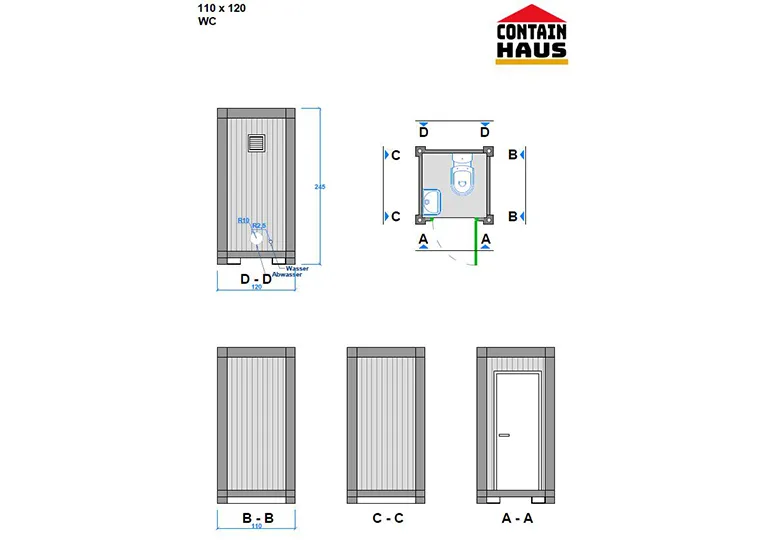 110 x 120
WC
CONTAIN
HAUS
D D
C B
245
C B
R10
R2,5
A A
Wasser
Abwasser
D - D
120
B - B
110
C - C
A - A